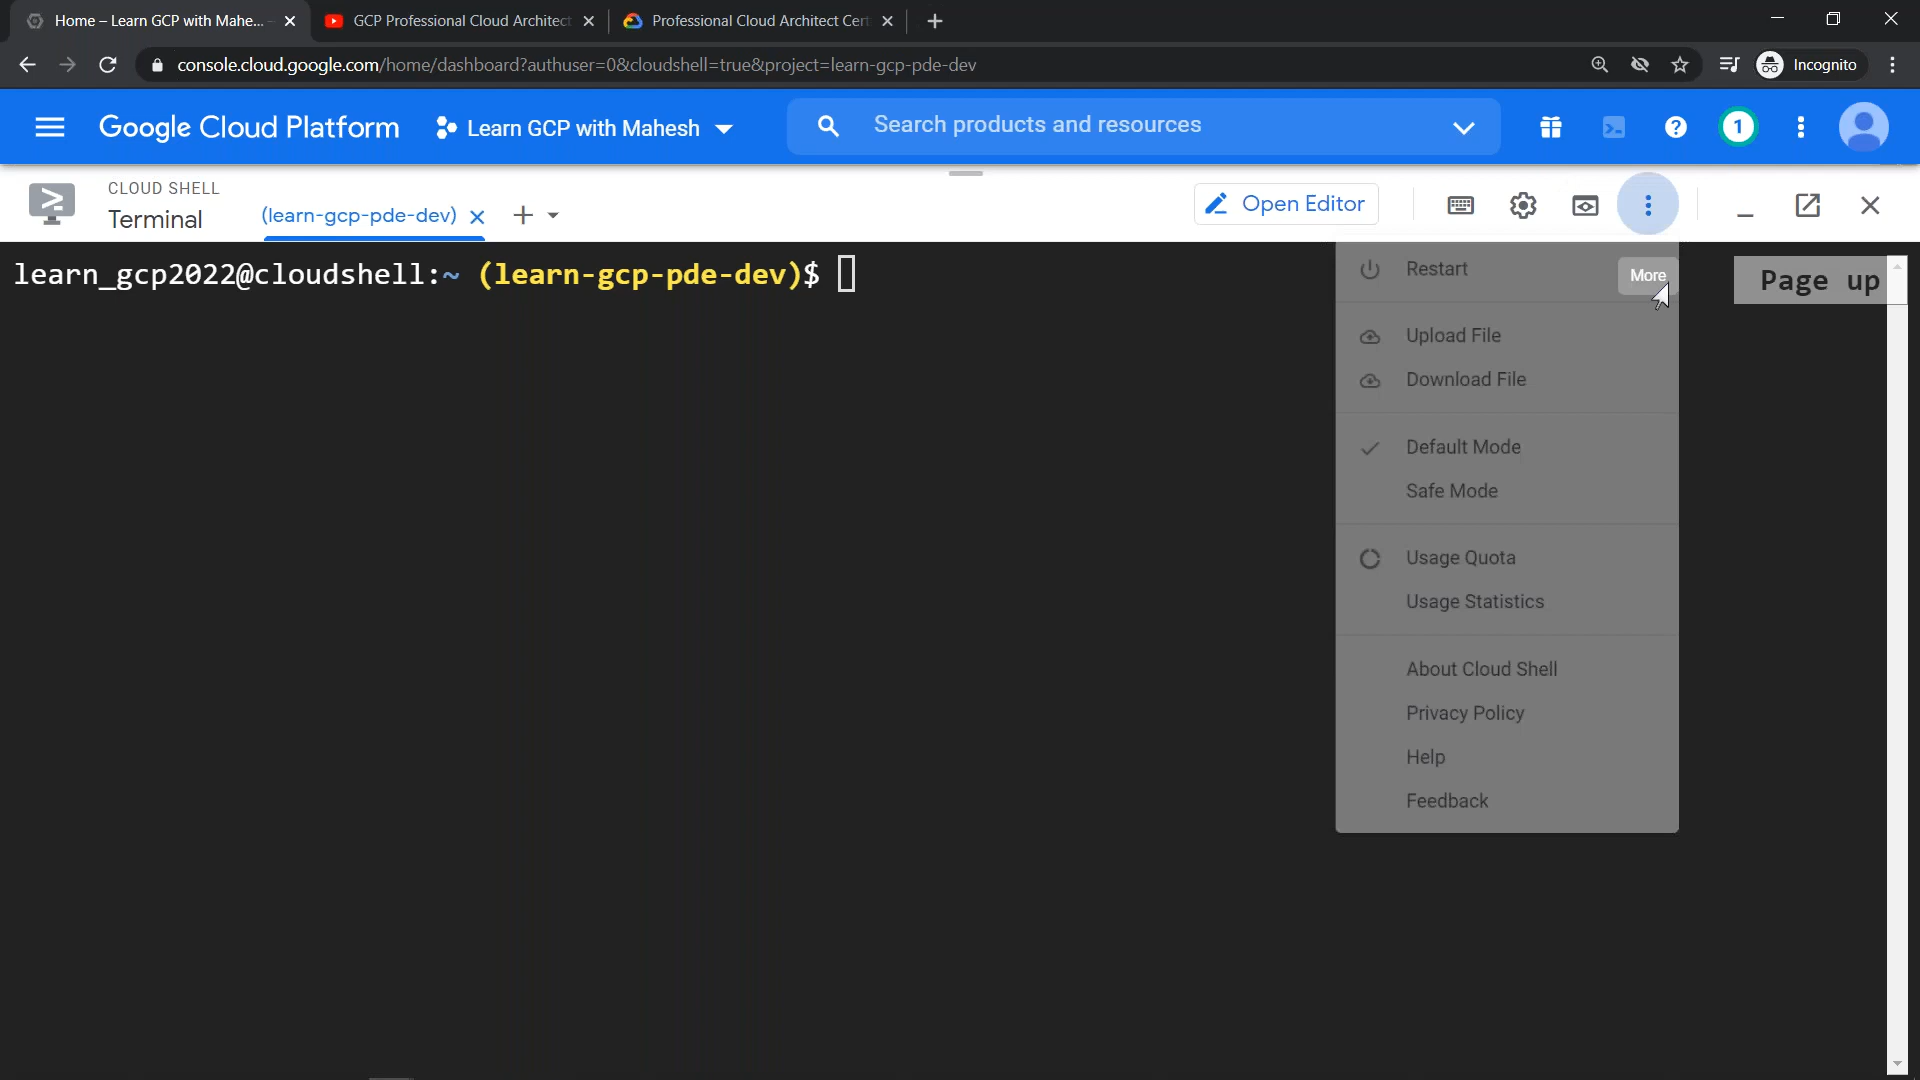 Home – Learn GCP with Mahe...
GCP Professional Cloud Architect
Professional Cloud Architect Cert
console.cloud.google.com/home/dashboard?authuser=0&cloudshell=true&project=learn-gcp-pde-dev
Incognito
Google Cloud Platform
Learn GCP with Mahesh
Search products and resources
1
CLOUD SHELL
Terminal
(learn-gcp-pde-dev)
Open Editor
learn_gcp2022@cloudshell:~ (learn-gcp-pde-dev)$
Restart
More
Page up
Upload File
Download File
Default Mode
Safe Mode
Usage Quota
Usage Statistics
About Cloud Shell
Privacy Policy
Help
Feedback